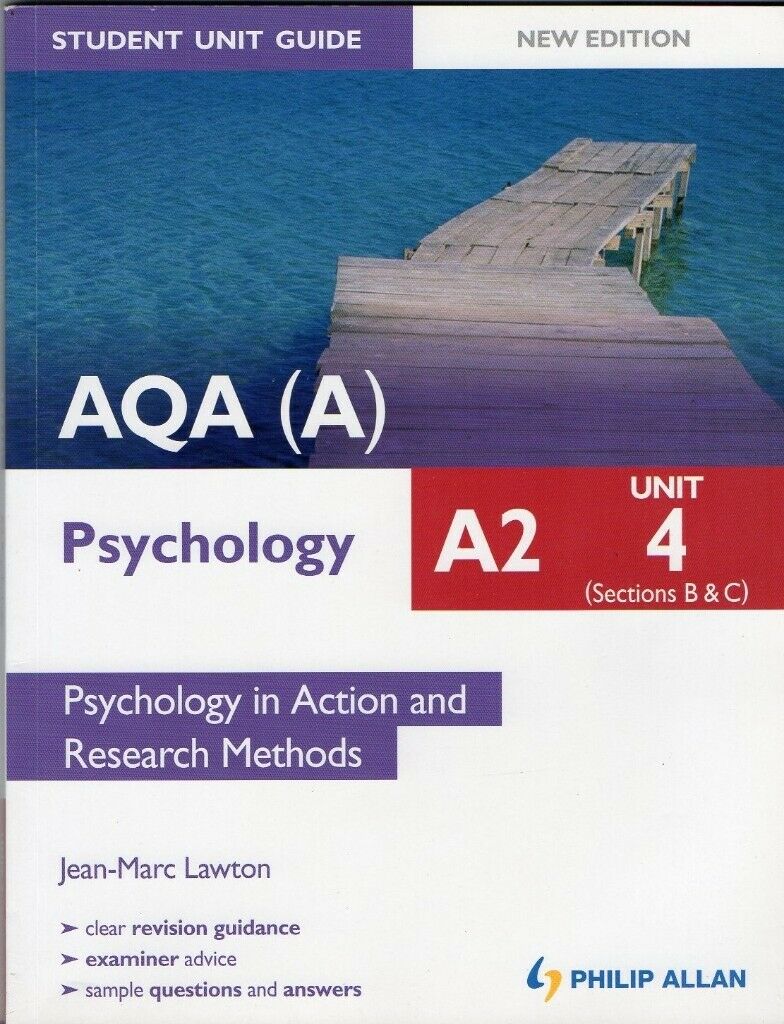 STUDENT UNIT GUIDE
NEW EDITION
AQA (A)
Psychology
A2
UNIT
4
(Sections B & C)
Psychology in Action and
Research Methods
Jean-Marc Lawton
➤ clear revision guidance
➤ examiner advice
➤ sample questions and answers
PHILIP ALLAN